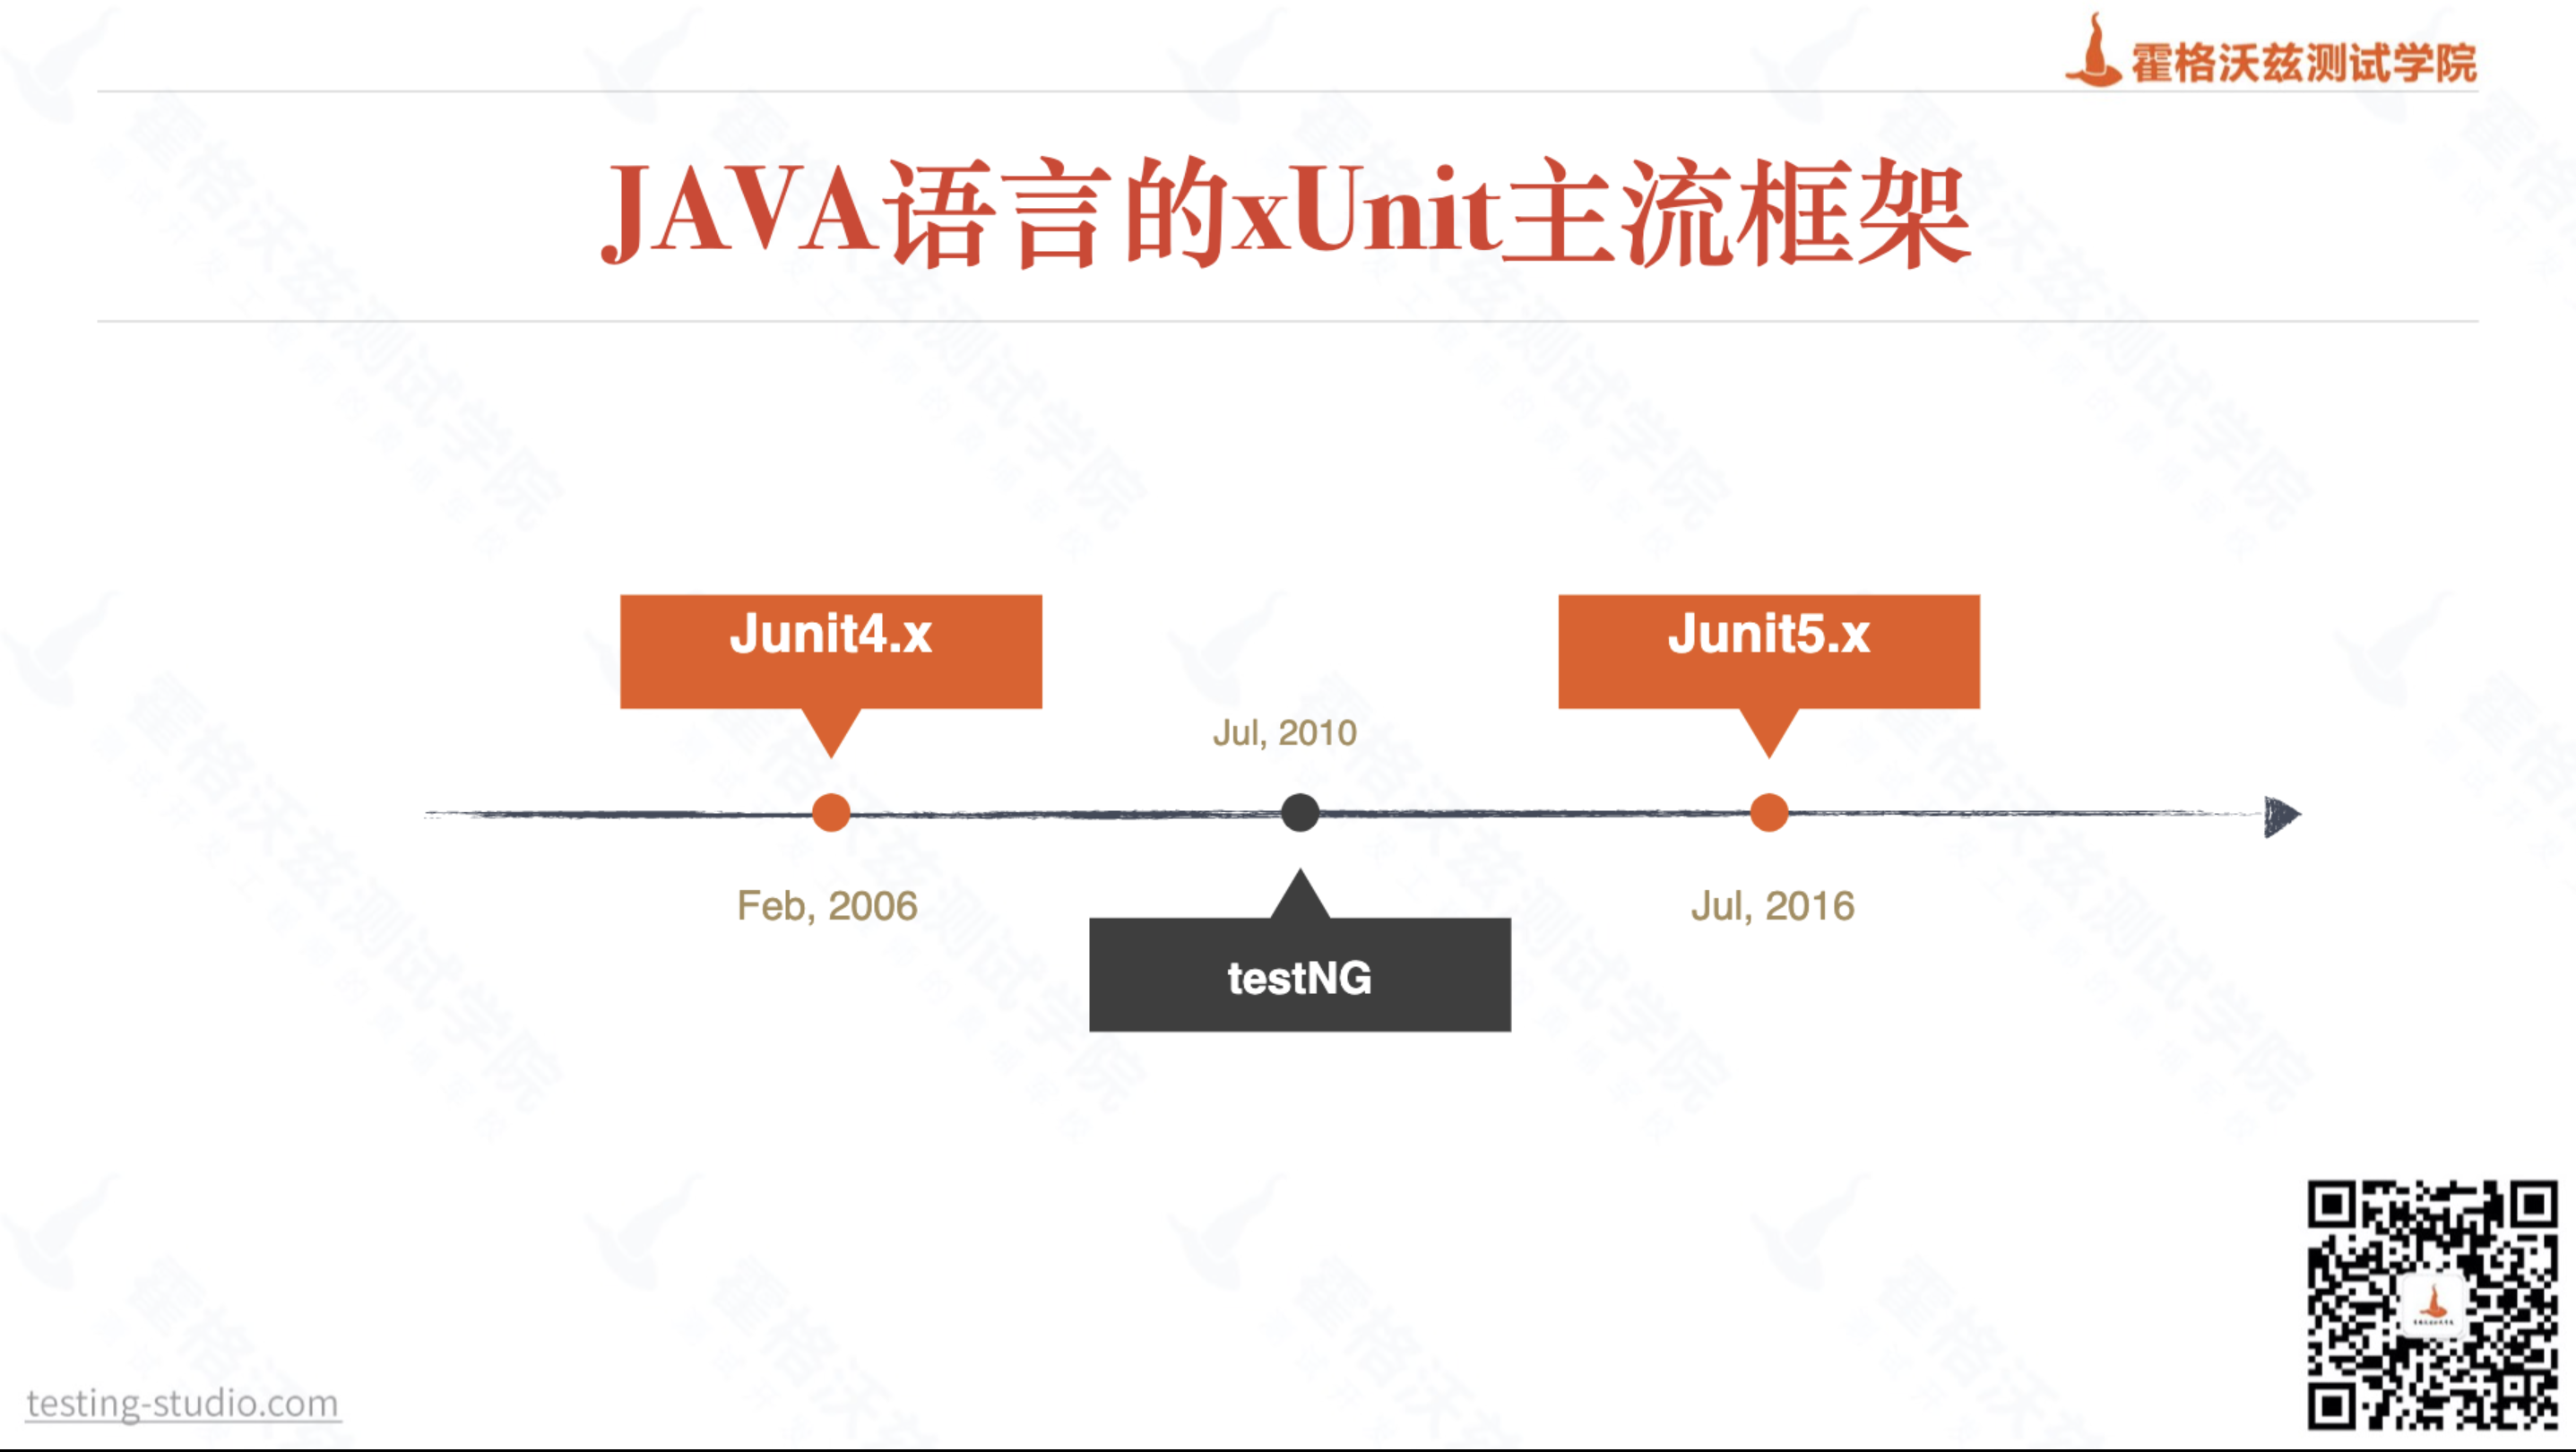 霍格沃兹测试学院
JAVA语言的xUnit主流框架
Junit4.x
Junit5.x
Jul, 2010
Feb, 2006
Jul, 2016
testNG
testing-studio.com